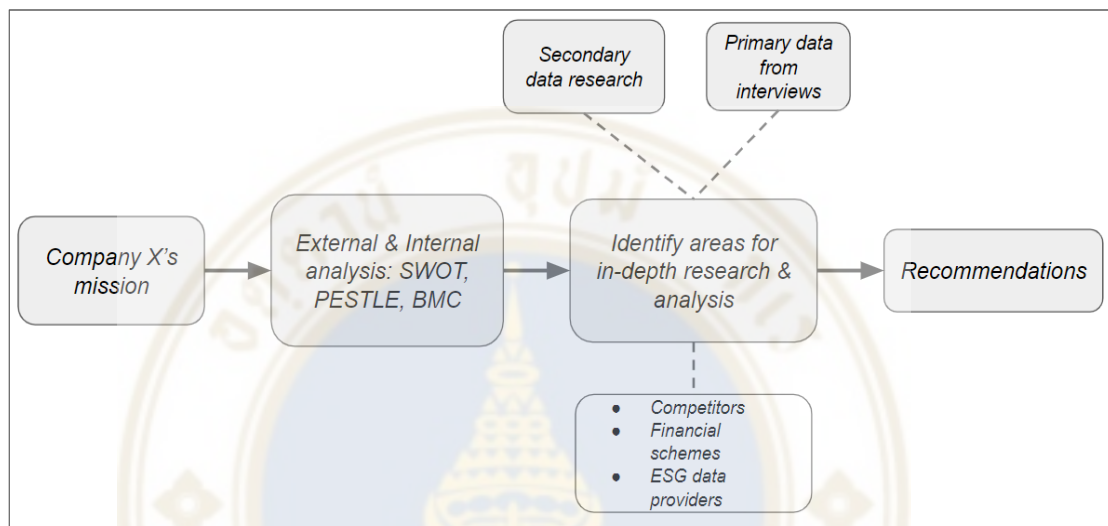 Secondary
data research
Primary data
from
interviews
Company X's
mission
External & Internal
analysis: SWOT,
PESTLE, BMC
Identify areas for
in-depth research &
analysis
Recommendations
● Competitors
● Financial
schemes
● ESG data
providers